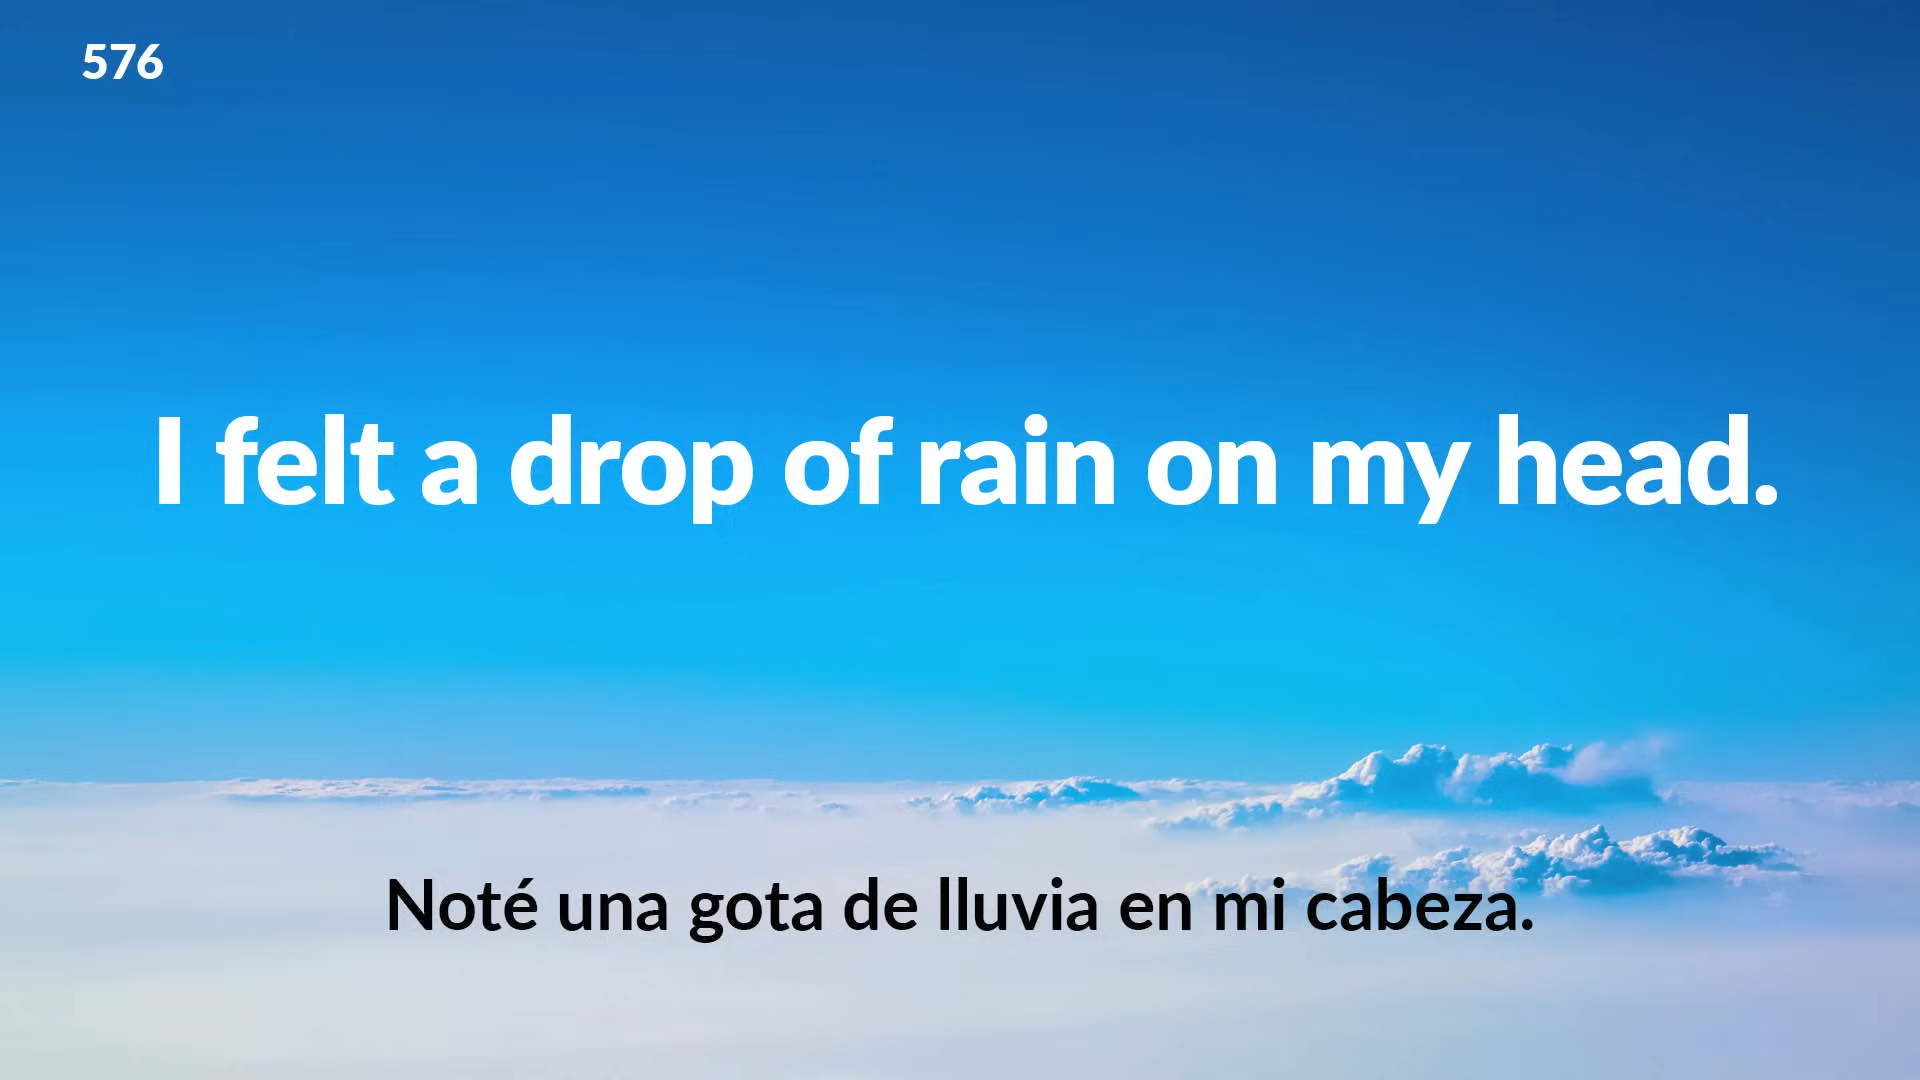 576
I felt a drop of rain on my head.
Noté una gota de lluvia en mi cabeza.